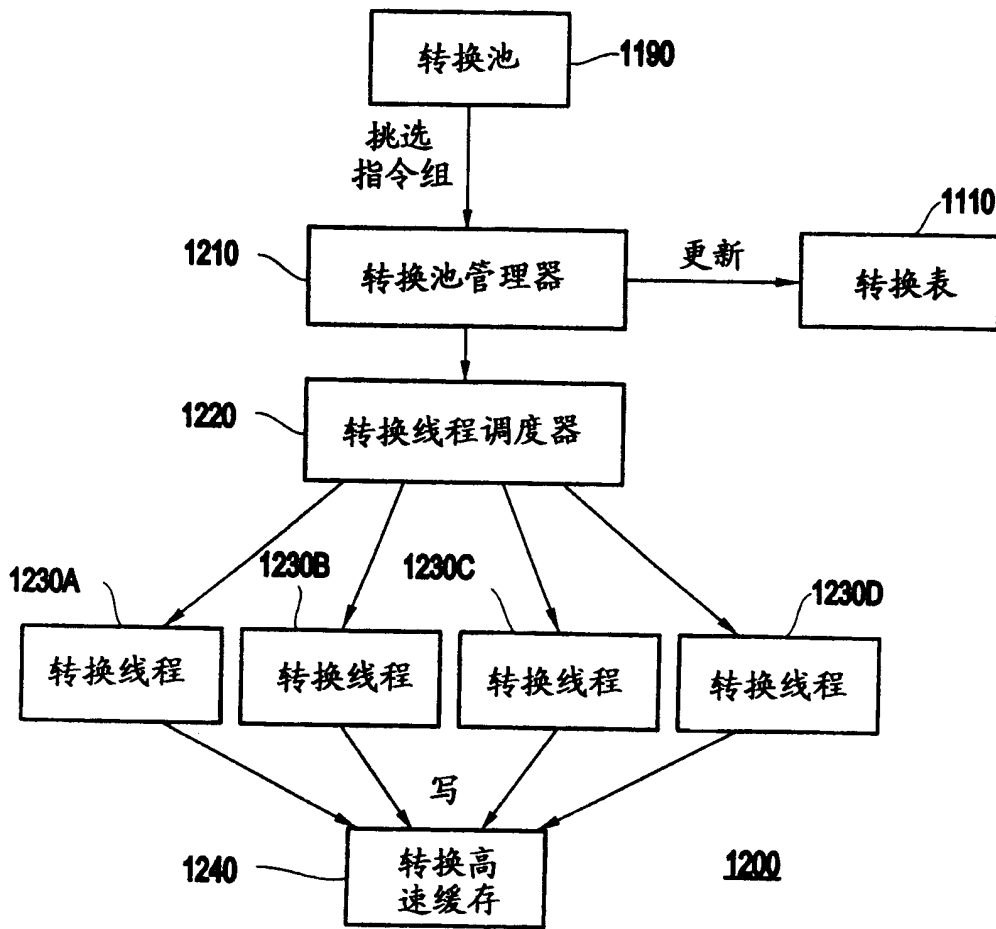 转换池
1190
挑选
指令组
1110
1210
转换池管理器
更新
转换表
1220
转换线程调度器
1230A
1230B
1230C
1230D
转换线程
转换线程
转换线程
转换线程
写
1240
转换高
速缓存
1200